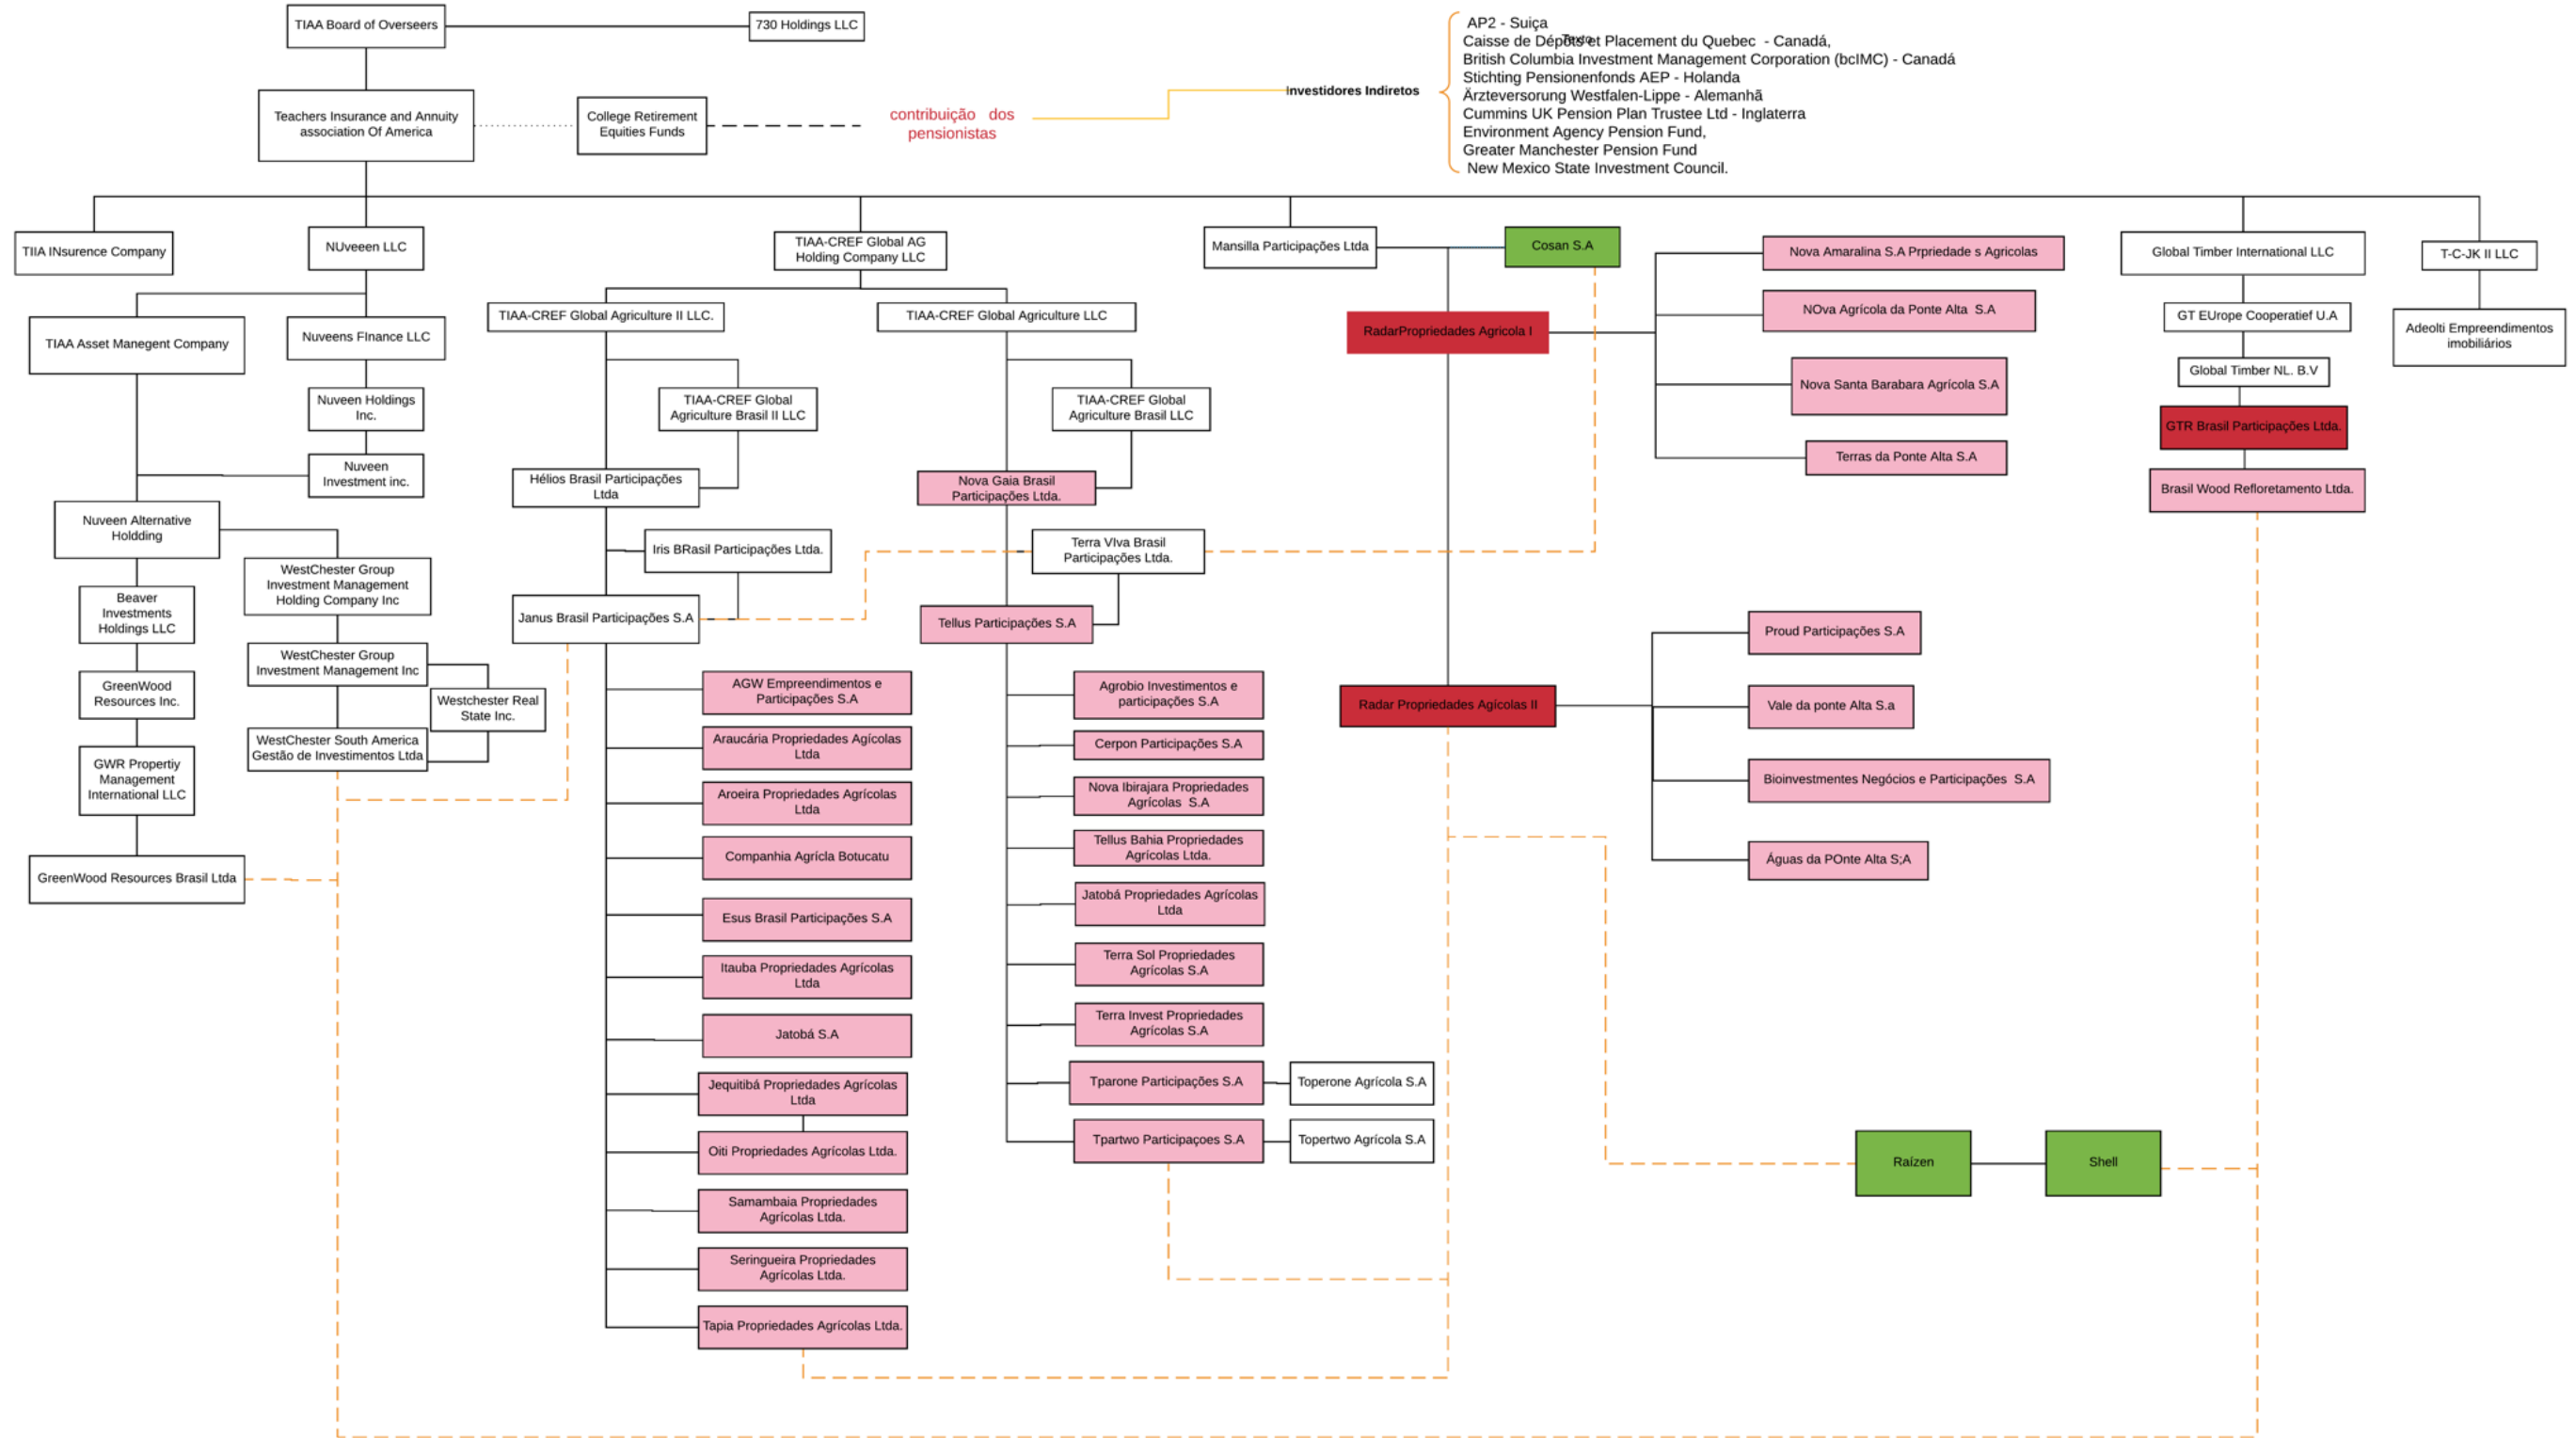 TIAA Board of Overseers
730 Holdings LLC
AP2 - Suiça
Texto
Caisse de Dépôts et Placement du Quebec - Canadá,
British Columbia Investment Management Corporation (bcIMC) - Canadá
Stichting Pensionenfonds AEP - Holanda
Ärzteversorung Westfalen-Lippe - Alemanhã
Cummins UK Pension Plan Trustee Ltd - Inglaterra
Environment Agency Pension Fund,
Greater Manchester Pension Fund
New Mexico State Investment Council.
Investidores Indiretos
Teachers Insurance and Annuity
association Of America
College Retirement
Equities Funds
contribuição dos
pensionistas
TIIA INsurence Company
NUveeen LLC
TIAA-CREF Global AG
Holding Company LLC
Mansilla Participações Ltda
Cosan S.A
Nova Amaralina S.A Prpriedade s Agricolas
Global Timber International LLC
T-C-JK II LLC
TIAA Asset Manegent Company
Nuveens FInance LLC
TIAA-CREF Global Agriculture II LLC.
TIAA-CREF Global Agriculture LLC
RadarPropriedades Agricola I
NOva Agrícola da Ponte Alta S.A
GT EUrope Cooperatief U.A
Adeolti Empreendimentos
imobiliários
Nuveen Holdings
Inc.
TIAA-CREF Global
Agriculture Brasil II LLC
TIAA-CREF Global
Agriculture Brasil LLC
Nova Santa Barabara Agrícola S.A
Global Timber NL. B.V
GTR Brasil Participações Ltda.
Nuveen
Investment inc.
Hélios Brasil Participações
Ltda
Nova Gaia Brasil
Participações Ltda.
Terras da Ponte Alta S.A
Brasil Wood Refloretamento Ltda.
Nuveen Alternative
Holdding
Iris BRasil Participações Ltda.
Terra VIva Brasil
Participações Ltda.
WestChester Group
Investment Management
Holding Company Inc
Beaver
Investments
Holdings LLC
Janus Brasil Participações S.A
Tellus Participações S.A
Proud Participações S.A
WestChester Group
Investment Management Inc
GreenWood
Resources Inc.
Westchester Real
State Inc.
AGW Empreendimentos e
Participações S.A
Agrobio Investimentos e
participações S.A
Radar Propriedades Agícolas II
Vale da ponte Alta S.a
WestChester South America
Gestão de Investimentos Ltda
Araucária Propriedades Agícolas
Ltda
Cerpon Participações S.A
GWR Propertiy
Management
International LLC
Aroeira Propriedades Agrícolas
Ltda
Nova Ibirajara Propriedades
Agrícolas S.A
Bioinvestmentes Negócios e Participações S.A
Companhia Agrícla Botucatu
Tellus Bahia Propriedades
Agrícolas Ltda.
Águas da POnte Alta S;A
GreenWood Resources Brasil Ltda
Esus Brasil Participações S.A
Jatobá Propriedades Agrícolas
Ltda
Itauba Propriedades Agrícolas
Ltda
Terra Sol Propriedades
Agrícolas S.A
Jatobá S.A
Terra Invest Propriedades
Agrícolas S.A
Jequitibá Propriedades Agrícolas
Ltda
Tparone Participações S.A
Toperone Agrícola S.A
Oiti Propriedades Agrícolas Ltda.
Tpartwo Participaçoes S.A
Topertwo Agrícola S.A
Raízen
Shell
Samambaia Propriedades
Agrícolas Ltda.
Seringueira Propriedades
Agrícolas Ltda.
Tapia Propriedades Agrícolas Ltda.